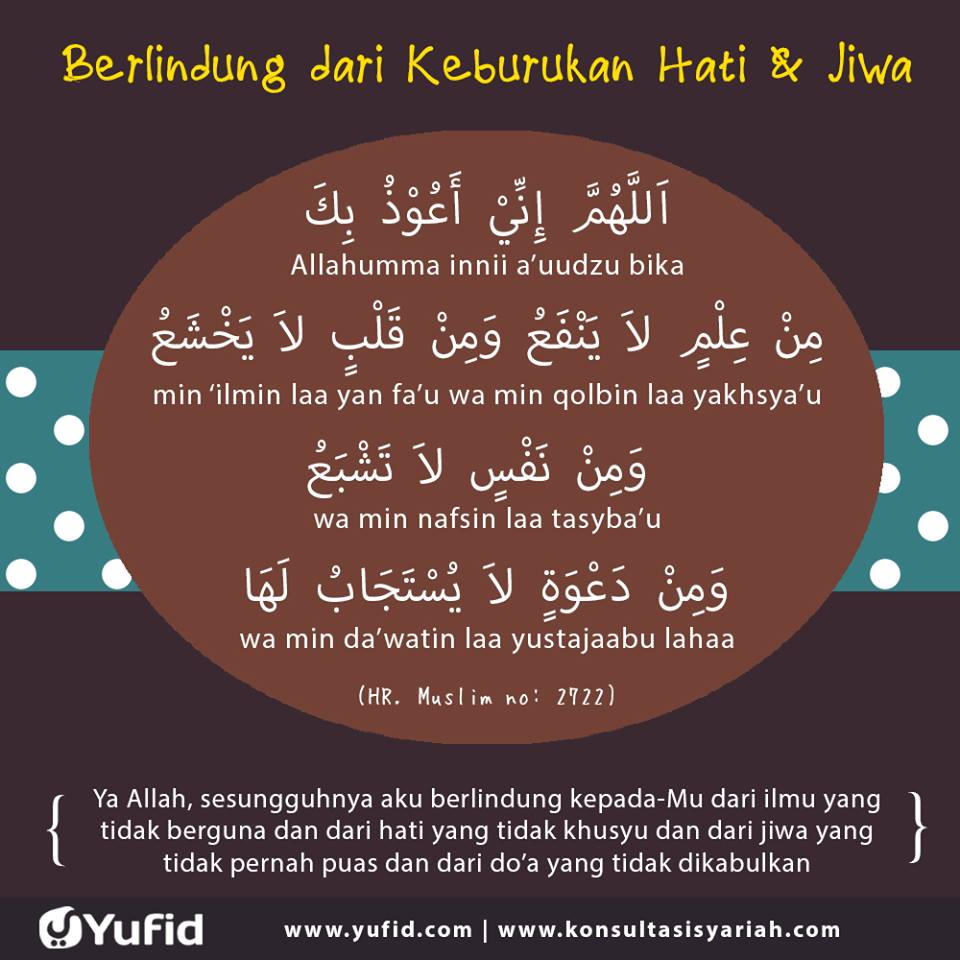 Berlindung dari Keburukan Hati & Jiwa
اَللَّهُمَّ إِنِّيْ أَعُوْذُ بِكَ
Allahumma innii a’uudzu bika
مِنْ عِلْمٍ لاَ يَنْفَعُ وَمِنْ قَلْبٍ لاَ يَخْشَعُ
min ‘ilmin laa yan fa’u wa min qolbin laa yakhsya’u
وَمِنْ نَفْسٍ لاَ تَشْبَعُ
wa min nafsin laa tasyba’u
وَمِنْ دَعْوَةٍ لاَ يُسْتَجَابُ لَهَا
wa min da’watin laa yustajaabu lahaa
(HR. Muslim no: 2722)
{ Ya Allah, sesungguhnya aku berlindung kepada-Mu dari ilmu yang
tidak berguna dan dari hati yang tidak khusyu dan dari jiwa yang
tidak pernah puas dan dari do’a yang tidak dikabulkan }
Yufid www.yufid.com | www.konsultasisyariah.com